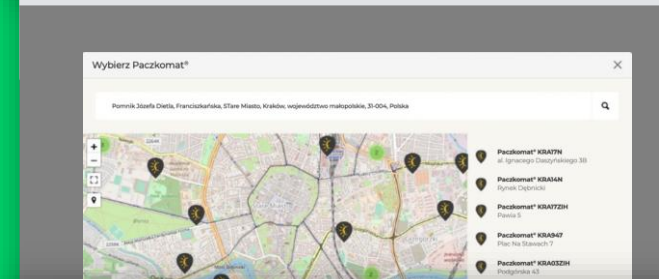 Wybierz Paczkomat®
Pomnik Józefa Dietla, Franciszkańska, STare Miasto, Kraków, województwo małopolskie, 31-004, Polska
Paczkomat® KRA17N
al. Ignacego Daszyńskiego 3B
Paczkomat® KRA14N
Rynek Dębnicki
Paczkomat® KRA17ZIH
Pawia 5
Paczkomat® KRA947
Plac Na Stawach 7
Paczkomat® KRA03ZIH
Podgórska 43